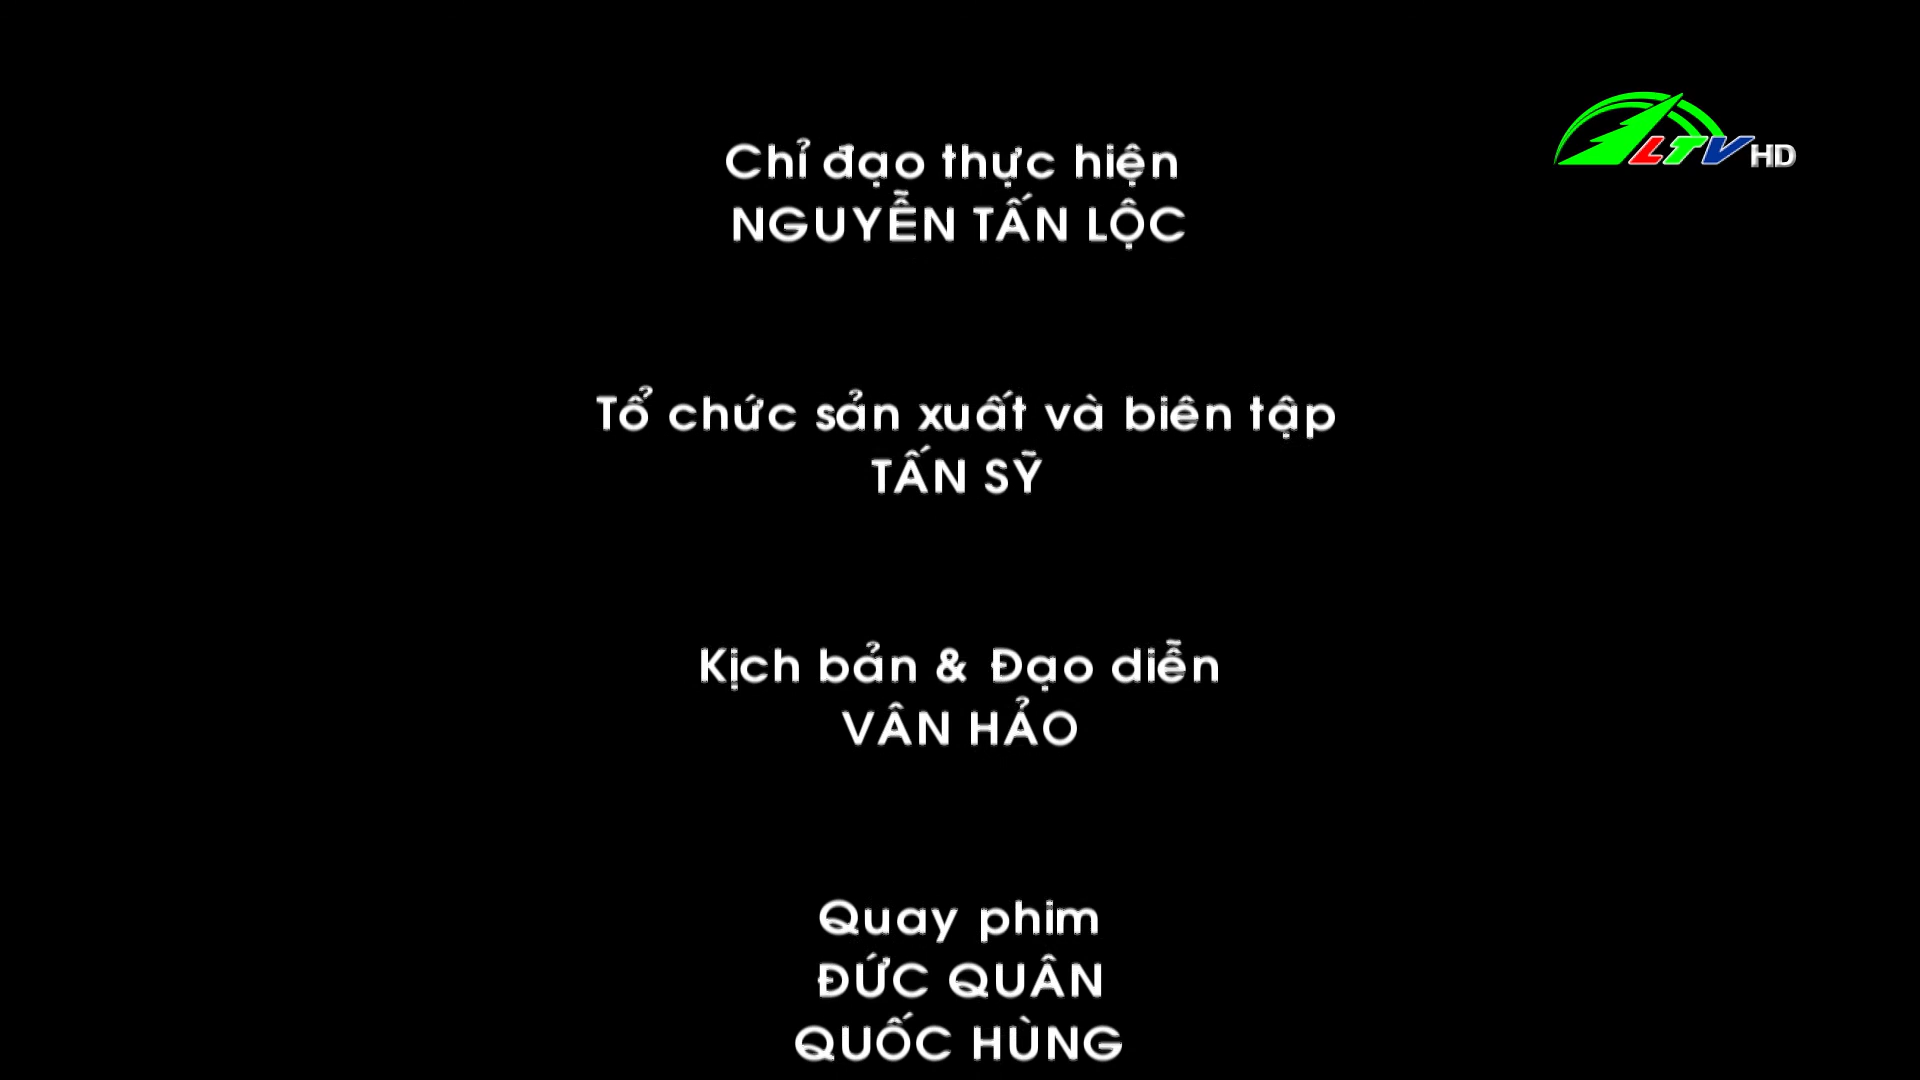 LTV HD
Chỉ đạo thực hiện
NGUYỄN TẤN LỘC
Tổ chức sản xuất và biên tập
TẤN SỸ
Kịch bản & Đạo diễn
VÂN HẢO
Quay phim
ĐỨC QUÂN
QUỐC HÙNG